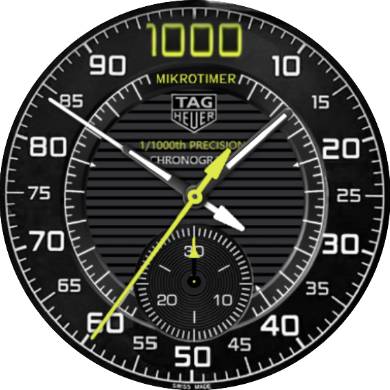 1000
90 10
MIKROTIMER
85 TAG 15
HEUER
1/1000th PRECISION
80 CHRONOGR 20
75 25
70 30
30
65 20 10 35
60 40
55 45
50
SWISS MADE